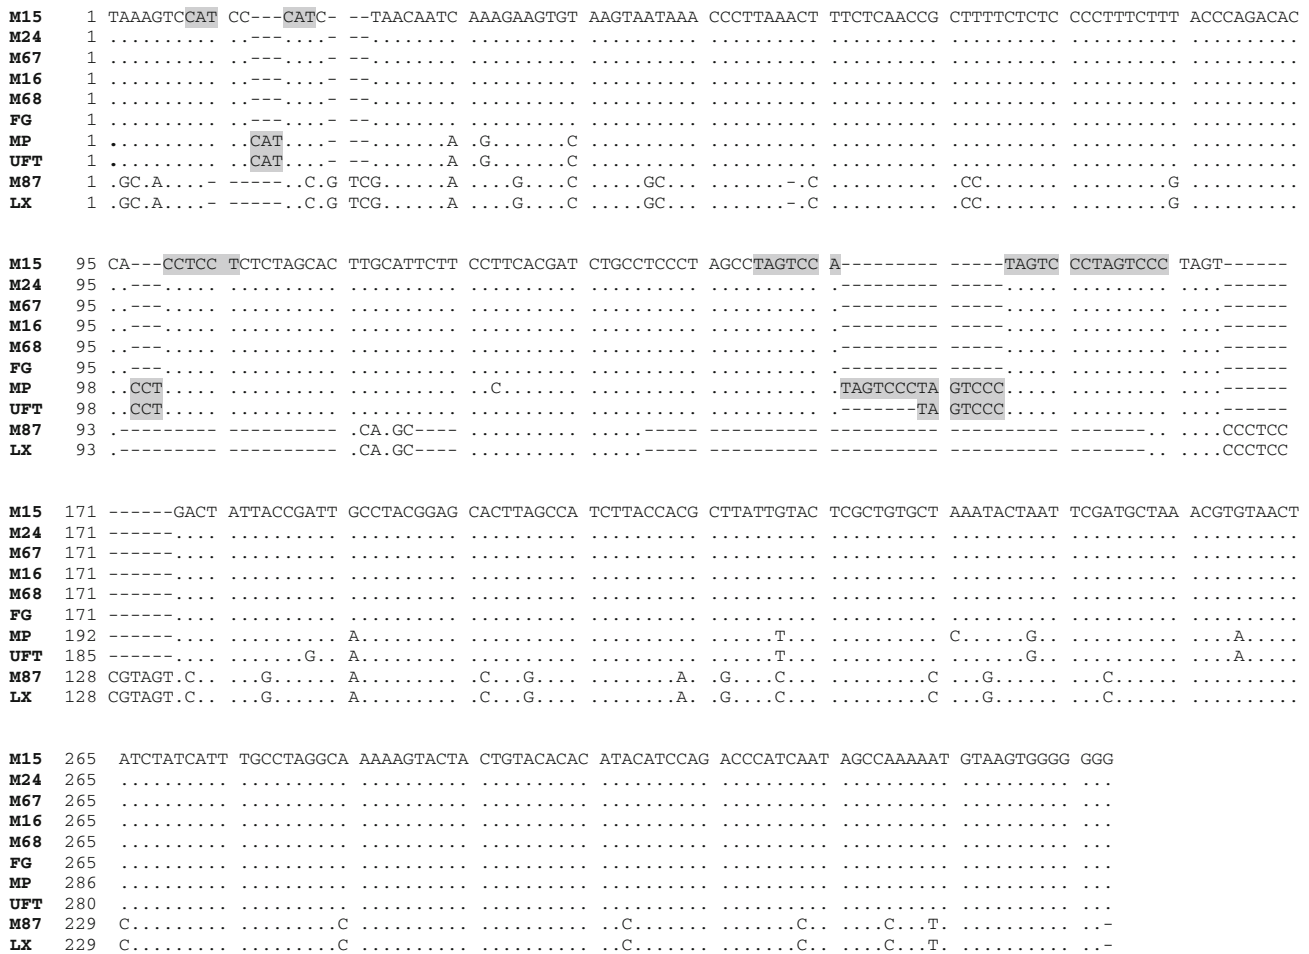 M15 1 TAAAGTCCAT CC---CATC- --TAACAATC AAAGAAGTGT AAGTAATAAA CCCTTAAACT TTCTCAACCG CTTTTCTCTC CCCTTTCTTT ACCCAGACAC
M24 1 .......... ..---....- --........ .......... .......... .......... .......... .......... .......... ..........
M67 1 .......... ..---....- --........ .......... .......... .......... .......... .......... .......... ..........
M16 1 .......... ..---....- --........ .......... .......... .......... .......... .......... .......... ..........
M68 1 .......... ..---....- --........ .......... .......... .......... .......... .......... .......... ..........
FG 1 .......... ..---....- --........ .......... .......... .......... .......... .......... .......... ..........
MP 1 .......... ..CAT....- --.......A .G.......C .......... .......... .......... .......... .......... ..........
UFT 1 .......... ..CAT....- --.......A .G.......C .......... .......... .......... .......... .......... ..........
M87 1 .GC.A....- -----..C.G TCG......A ....G....C .....GC... .......-.C .......... .CC....... .........G ..........
LX 1 .GC.A....- -----..C.G TCG......A ....G....C .....GC... .......-.C .......... .CC....... .........G ..........
M15 95 CA---CCTCC TCTCTAGCAC TTGCATTCTT CCTTCACGAT CTGCCTCCCT AGCCTAGTCC A--------- -----TAGTC CCTAGTCCC TAGT------
M24 95 ..---..... .......... .......... .......... .......... .......... .--------- -----..... ......... ....------
M67 95 ..---..... .......... .......... .......... .......... .......... .--------- -----..... ......... ....------
M16 95 ..---..... .......... .......... .......... .......... .......... .--------- -----..... ......... ....------
M68 95 ..---..... .......... .......... .......... .......... .......... .--------- -----..... ......... ....------
FG 95 ..---..... .......... .......... .......... .......... .......... .--------- -----..... ......... ....------
MP 98 ..CCT..... .......... .......... ..C....... .......... .......... TAGTCCCTA GTCCC..... ......... ....------
UFT 98 ..CCT..... .......... .......... .......... .......... .......... -------TA GTCCC..... ......... ....------
M87 93 .--------- ---------- .CA.GC---- .......... .....----- ---------- ---------- ---------- -------.. ....CCCTCC
LX 93 .--------- ---------- .CA.GC---- .......... .....----- ---------- ---------- ---------- -------.. ....CCCTCC
M15 171 ------GACT ATTACCGATT GCCTACGGAG CACTTAGCCA TCTTACCACG CTTATTGTAC TCGCTGTGCT AAATACTAAT TCGATGCTAA ACGTGTAACT
M24 171 ------.... .......... .......... .......... .......... .......... .......... .......... .......... ..........
M67 171 ------.... .......... .......... .......... .......... .......... .......... .......... .......... ..........
M16 171 ------.... .......... .......... .......... .......... .......... .......... .......... .......... ..........
M68 171 ------.... .......... .......... .......... .......... .......... .......... .......... .......... ..........
FG 171 ------.... .......... .......... .......... .......... .......... .......... .......... .......... ..........
MP 192 ------.... .......... A......... .......... .......... ......T... .......... C......G.. .......... ....A.....
UFT 185 ------.... .......G.. A......... .......... .......... ......T... .......... .......G.. .......... ....A.....
M87 128 CGTAGT.C.. ...G...... A......... .C...G.... ........A. .G....C... .........C ...G...... ...C...... ..........
LX 128 CGTAGT.C.. ...G...... A......... .C...G.... ........A. .G....C... .........C ...G...... ...C...... ..........
M15 265 ATCTATCATT TGCCTAGGCA AAAAGTACTA CTGTACACAC ATACATCCAG ACCCATCAAT AGCCAAAAAT GTAAGTGGGG GGG
M24 265 .......... .......... .......... .......... .......... .......... .......... .......... ...
M67 265 .......... .......... .......... .......... .......... .......... .......... .......... ...
M16 265 .......... .......... .......... .......... .......... .......... .......... .......... ...
M68 265 .......... .......... .......... .......... .......... .......... .......... .......... ...
FG 265 .......... .......... .......... .......... .......... .......... .......... .......... ...
MP 286 .......... .......... .......... .......... .......... .......... .......... .......... ...
UFT 280 .......... .......... .......... .......... .......... .......... .......... .......... ...
M87 229 C......... .........C .......... .......... ..C....... .......C.. ....C...T. .......... ..-
LX 229 C......... .........C .......... .......... ..C....... .......C.. ....C...T. .......... ..-